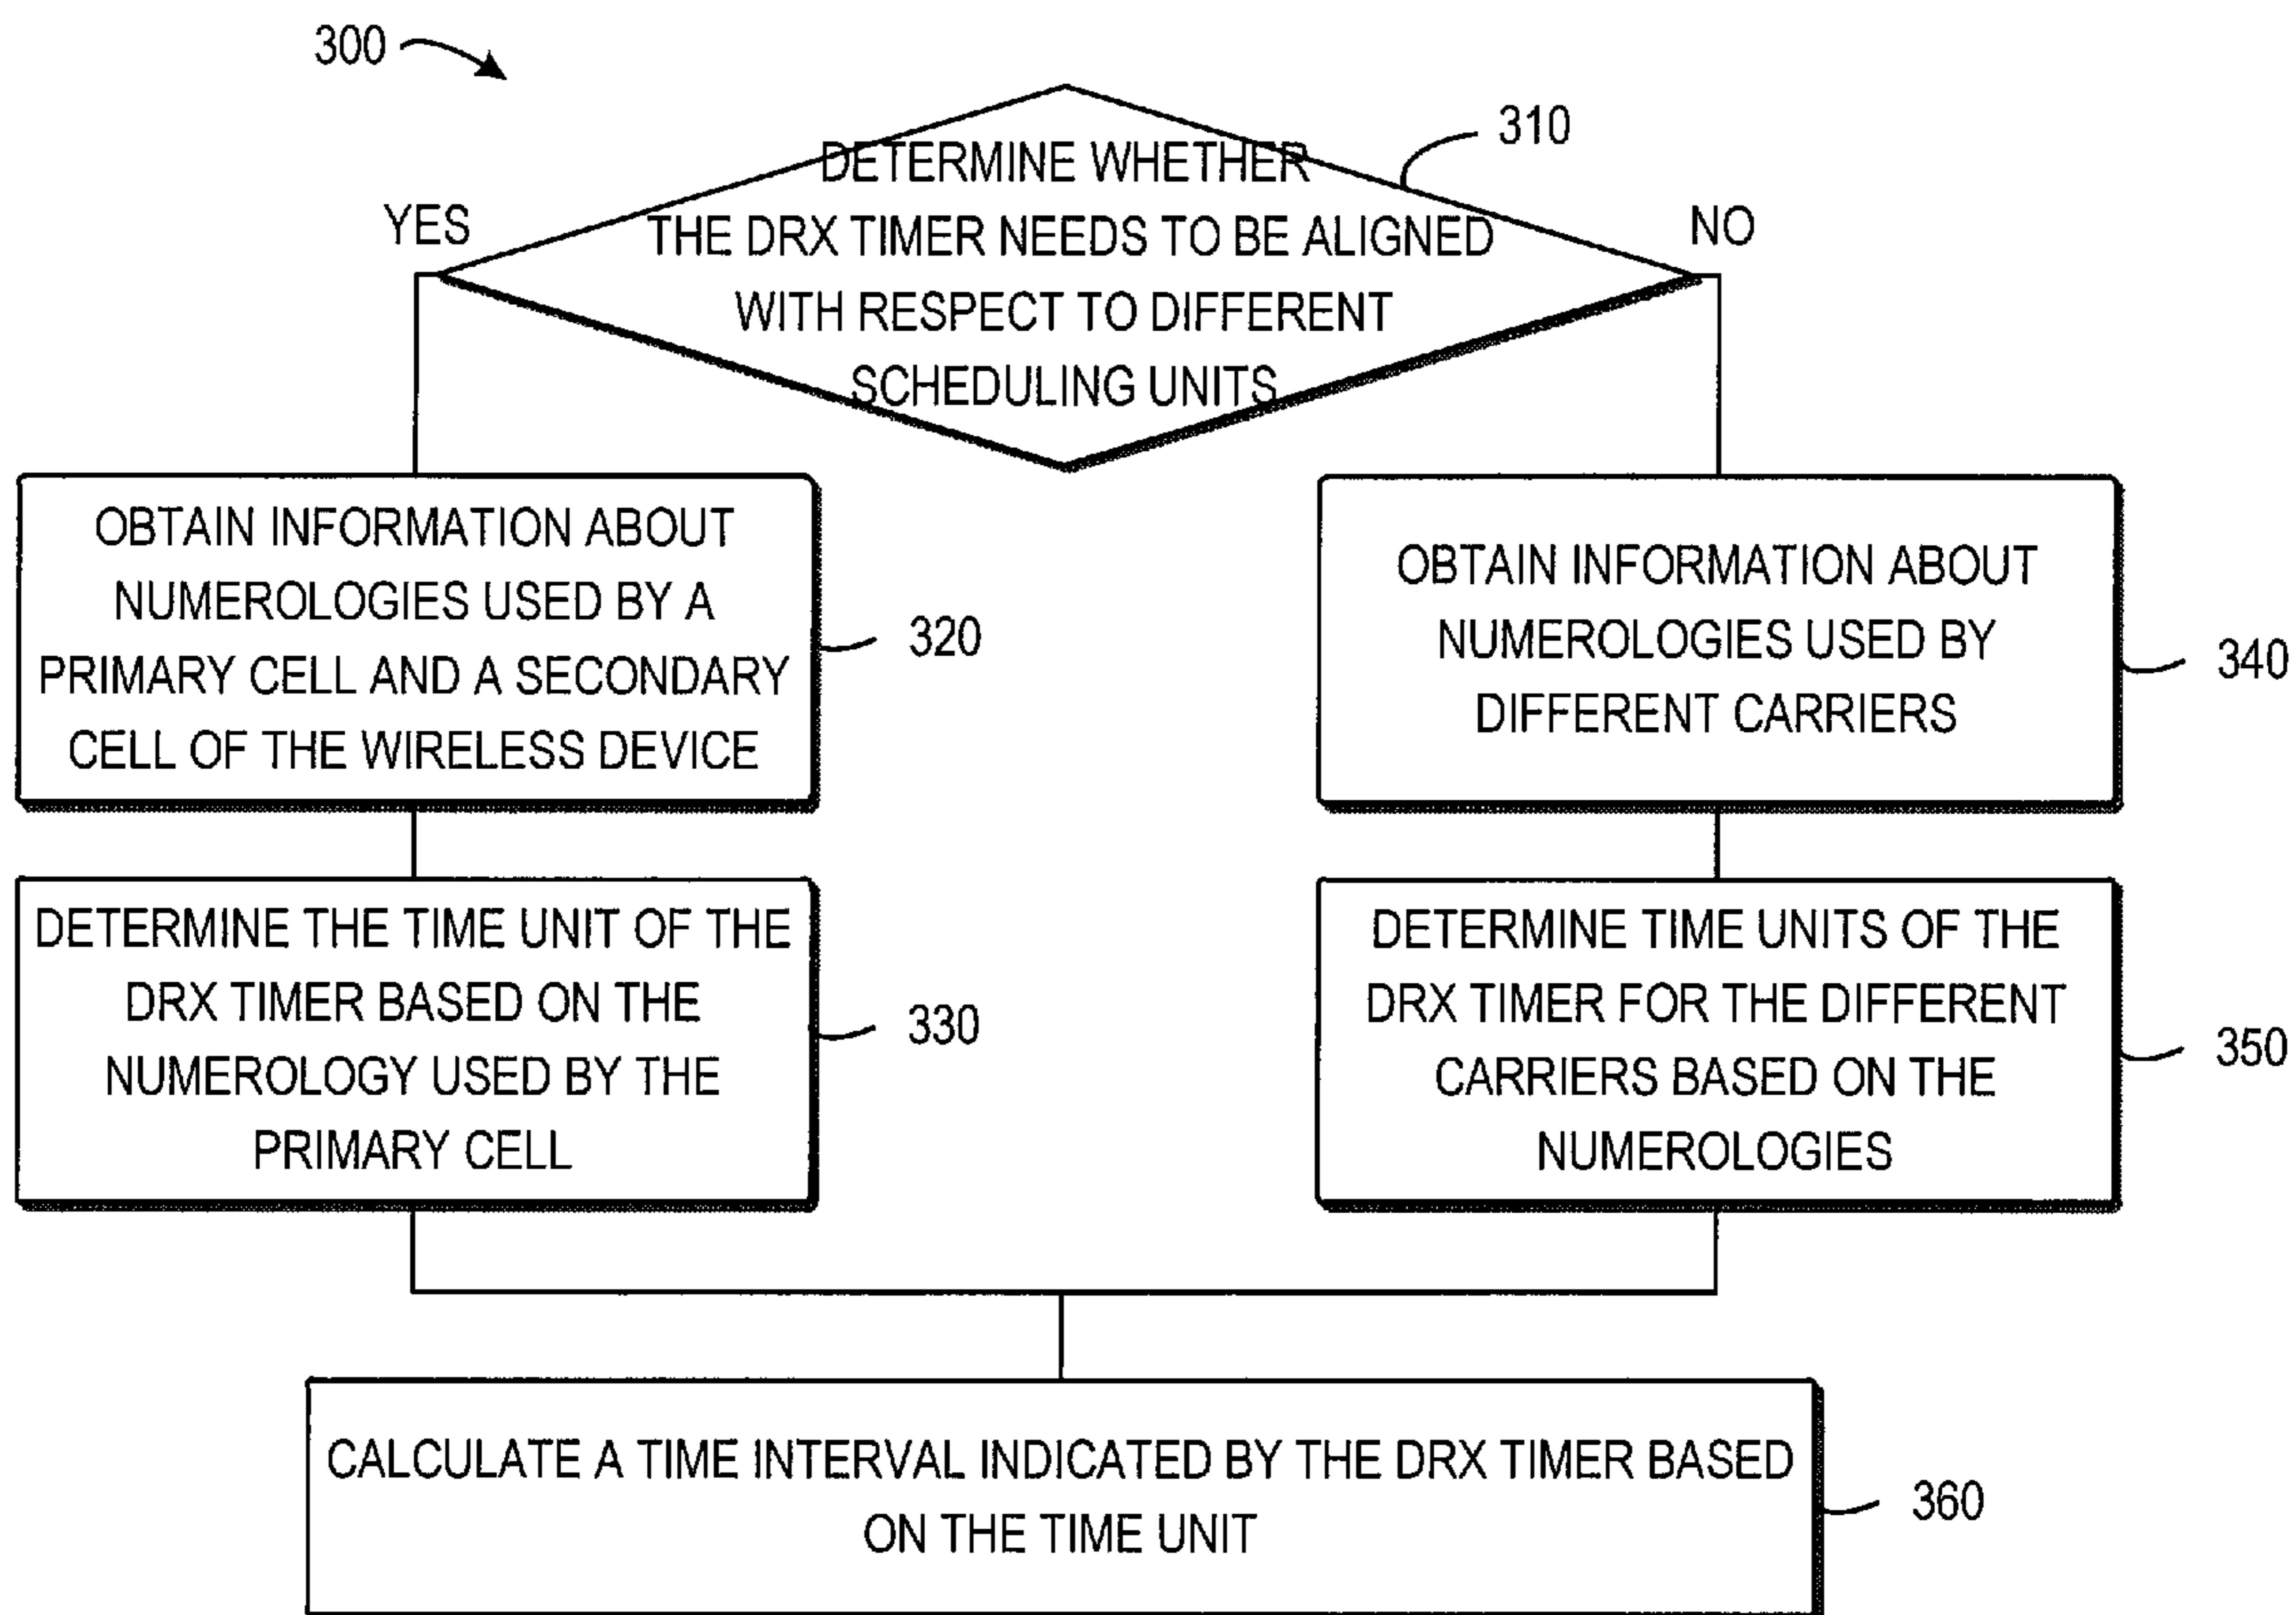 300
DETERMINE WHETHER
THE DRX TIMER NEEDS TO BE ALIGNED
WITH RESPECT TO DIFFERENT
SCHEDULING UNITS
310
YES
NO
OBTAIN INFORMATION ABOUT
NUMEROLOGIES USED BY A
PRIMARY CELL AND A SECONDARY
CELL OF THE WIRELESS DEVICE
320
OBTAIN INFORMATION ABOUT
NUMEROLOGIES USED BY
DIFFERENT CARRIERS
340
DETERMINE THE TIME UNIT OF THE
DRX TIMER BASED ON THE
NUMEROLOGY USED BY THE
PRIMARY CELL
330
DETERMINE TIME UNITS OF THE
DRX TIMER FOR THE DIFFERENT
CARRIERS BASED ON THE
NUMEROLOGIES
350
CALCULATE A TIME INTERVAL INDICATED BY THE DRX TIMER BASED
ON THE TIME UNIT
360